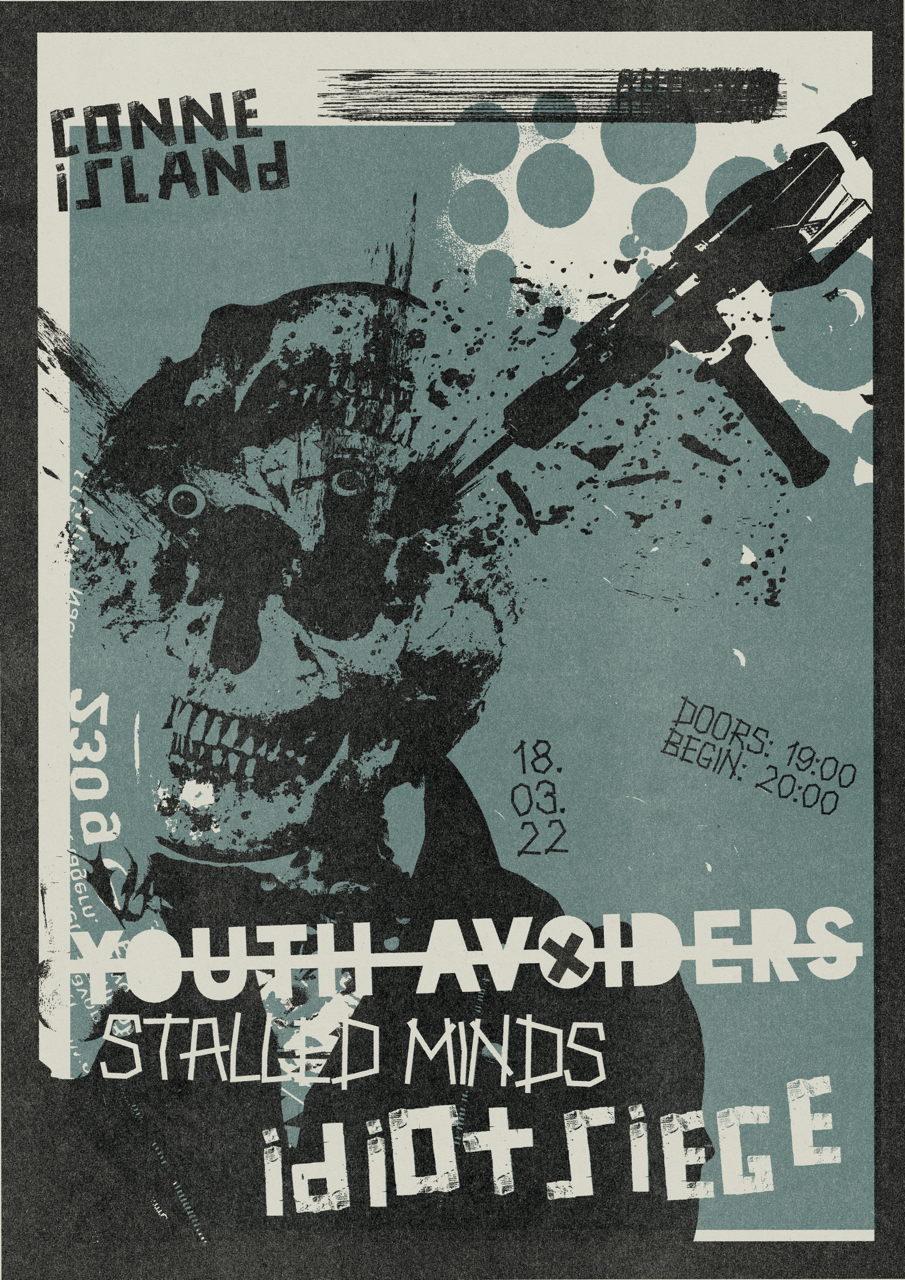 CONNE
iSLANd
DOORS: 19:00
BEGIN: 20:00
18.
03.
22
YOUTH AVOIDERS
STALLED MINDS
idiOt SiEGE